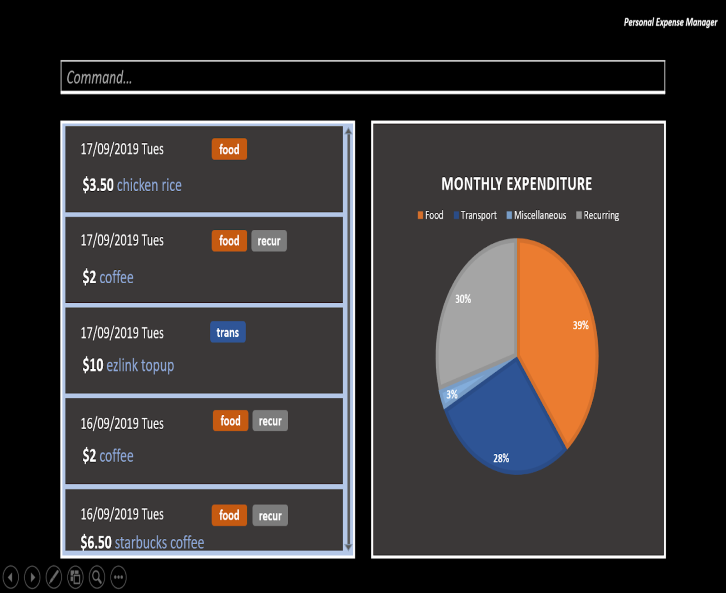 Personal Expense Manager
Command...
17/09/2019 Tues food
$3.50 chicken rice
17/09/2019 Tues food recur
$2 coffee
17/09/2019 Tues trans
$10 ezlink topup
16/09/2019 Tues food recur
$2 coffee
16/09/2019 Tues food recur
$6.50 starbucks coffee
MONTHLY EXPENDITURE
Food Transport Miscellaneous Recurring
30%
39%
3%
28%